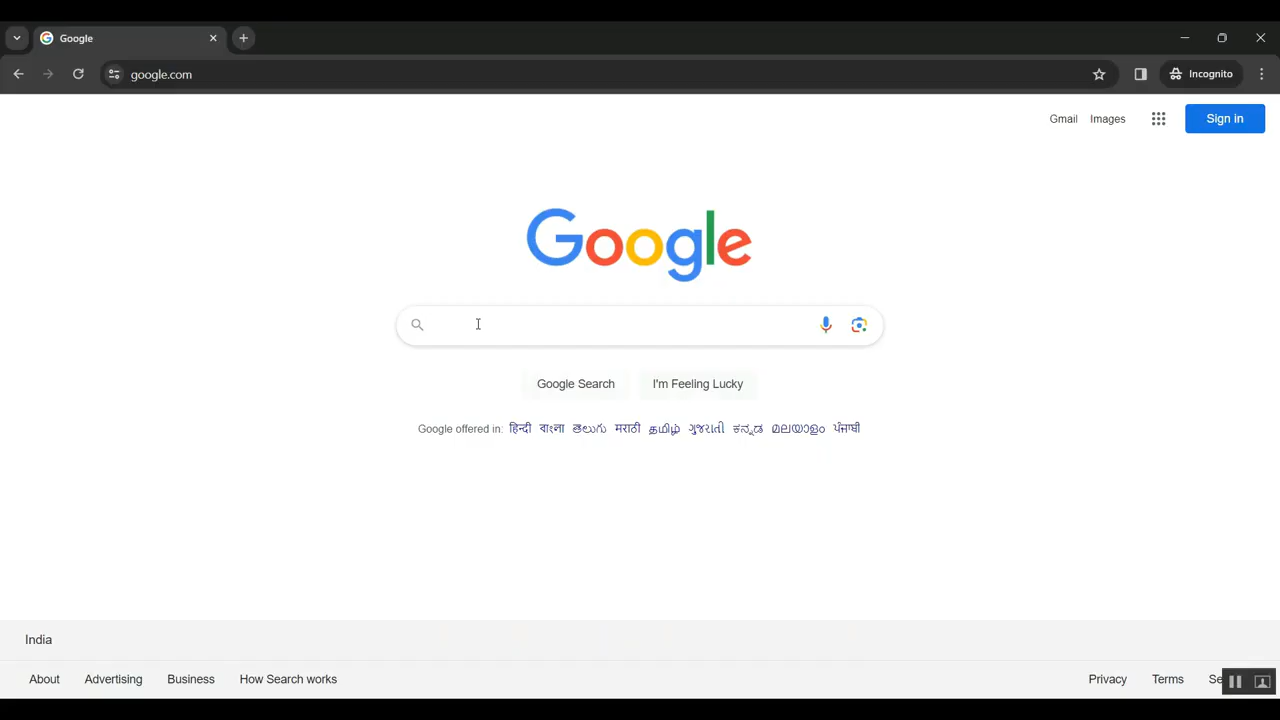 Google
google.com
Incognito
Gmail Images Sign in
Google
Google Search I'm Feeling Lucky
Google offered in: हिन्दी বাংলা తెలుగు मराठी தமிழ் ગુજરાતી ಕನ್ನಡ മലയാളം ਪੰਜਾਬੀ
India
About Advertising Business How Search works Privacy Terms Se